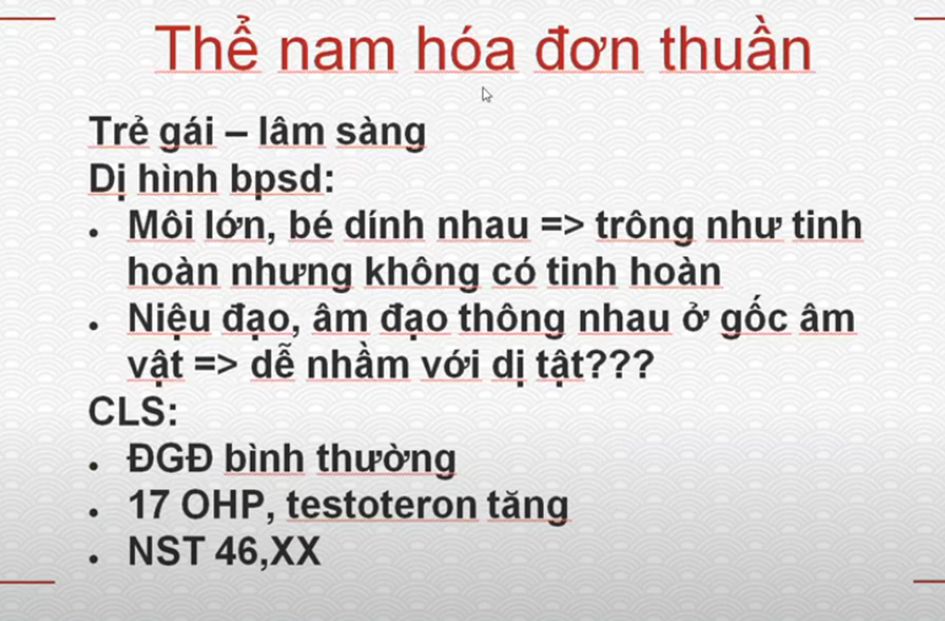 Thể nam hóa đơn thuần
Trẻ gái – lâm sàng
Dị hình bpsd:
• Môi lớn, bé dính nhau => trông như tinh
hoàn nhưng không có tinh hoàn
• Niệu đạo, âm đạo thông nhau ở gốc âm
vật => dễ nhầm với dị tật???
CLS:
• ĐGĐ bình thường
• 17 OHP, testoteron tăng
• NST 46,XX